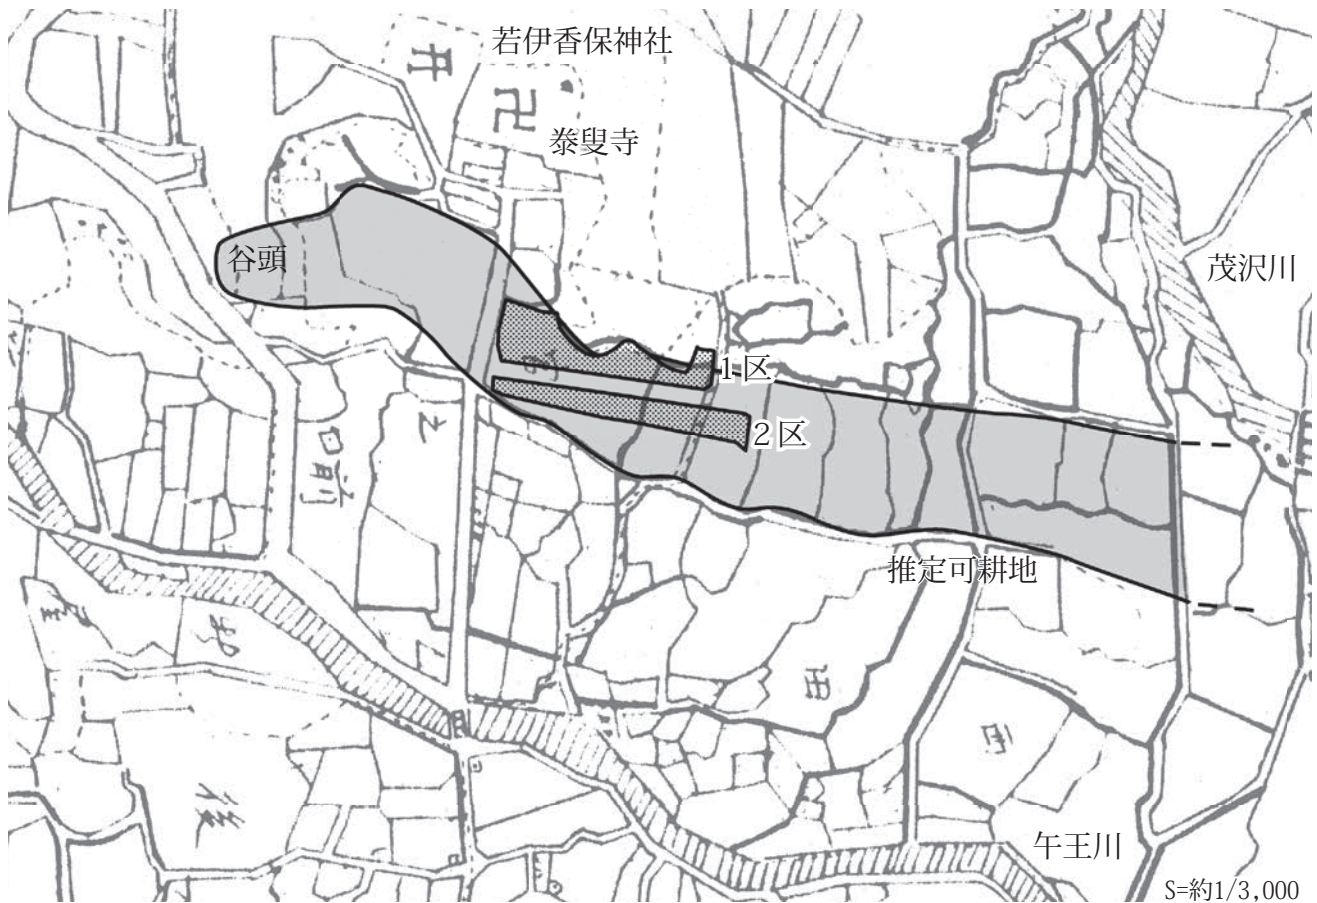 若伊香保神社
泰叟寺
谷頭
茂沢川
1区
2区
推定可耕地
午王川
S=約1/3,000